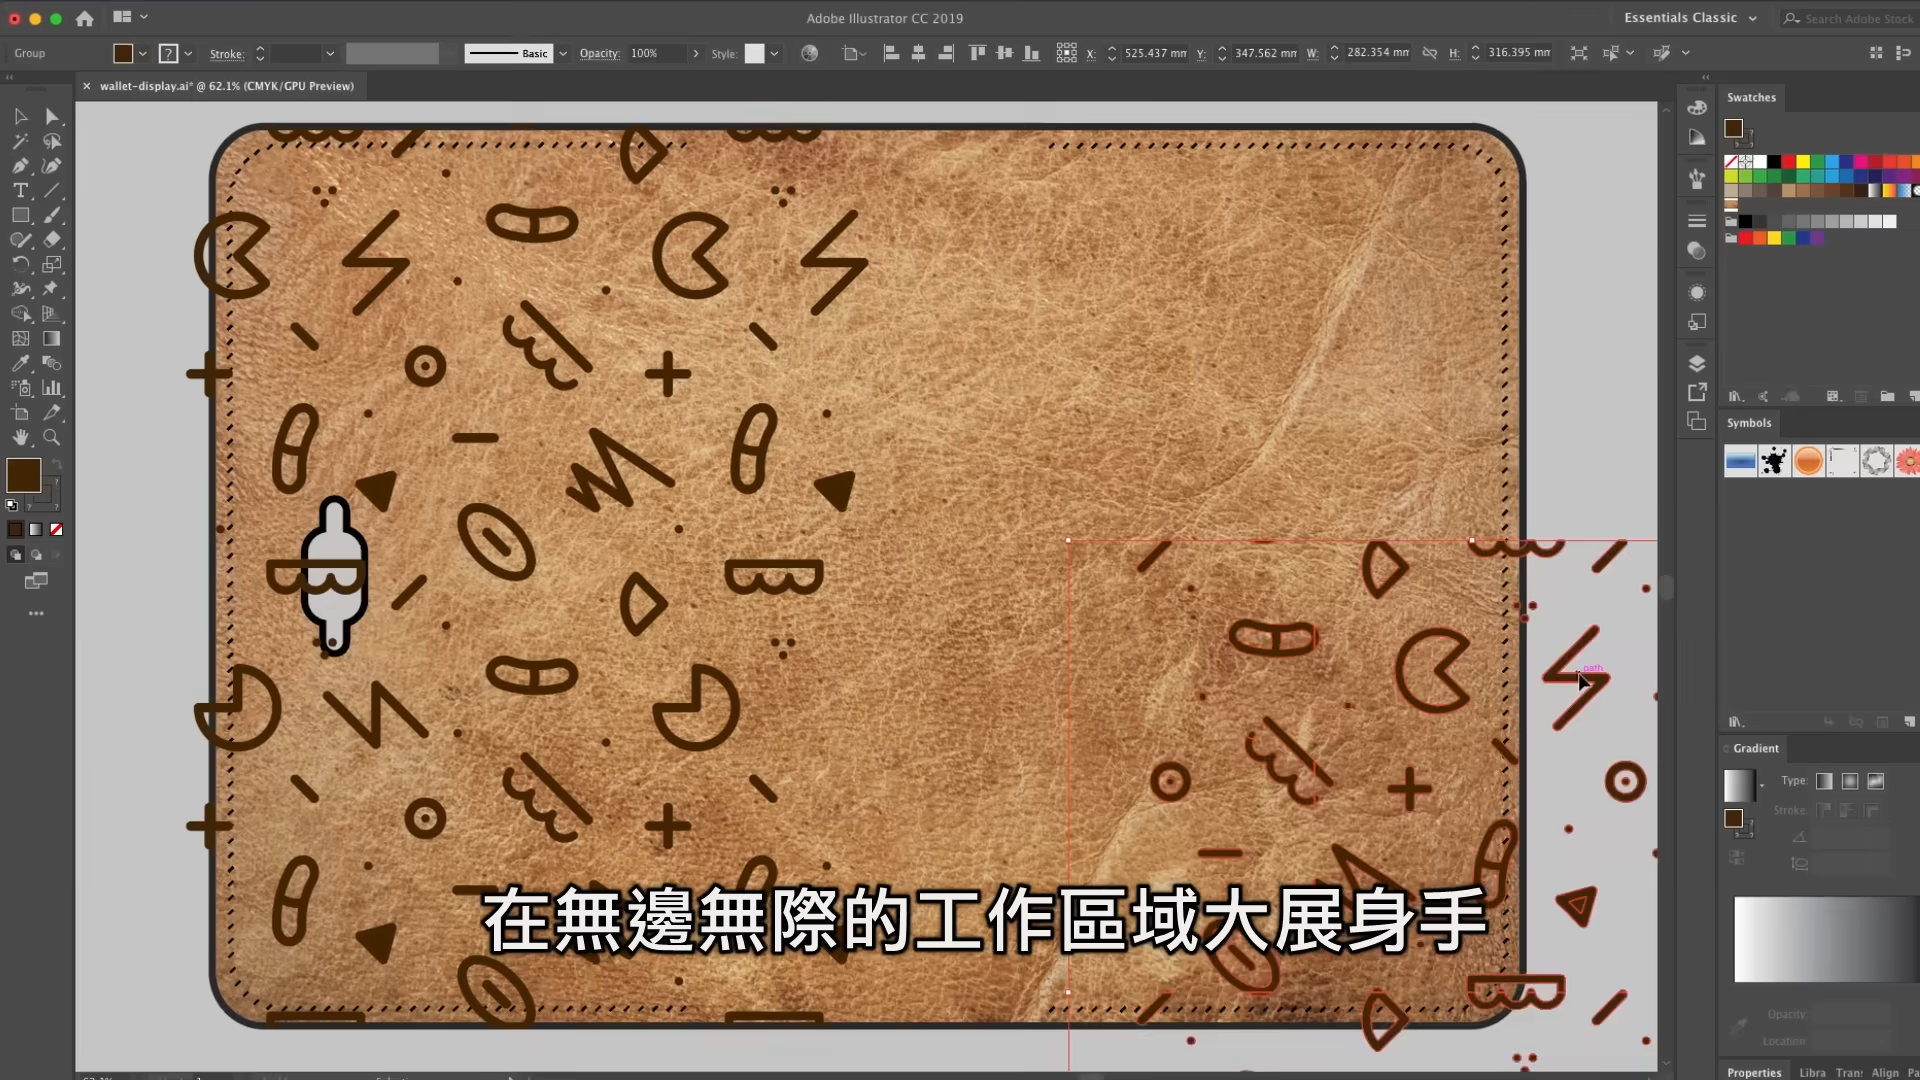 Adobe Illustrator CC 2019
Essentials Classic
Search Adobe Stock
Group
Stroke:
Basic
Opacity:
100%
Style:
X:
525.437 mm
Y:
347.562 mm
W:
282.354 mm
H:
316.395 mm
wallet-display.ai* @ 62.1% (CMYK/GPU Preview)
Swatches
Symbols
path
Gradient
Type:
Stroke:
在無邊無際的工作區域大展身手
Opacity:
Location:
Properties
Libra
Align